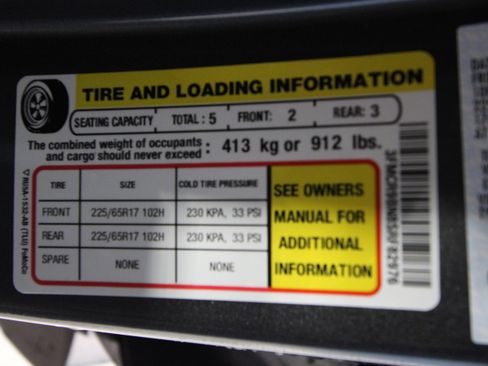 TIRE AND LOADING INFORMATION
SEATING CAPACITY TOTAL : 5 FRONT: 2 REAR: 3
The combined weight of occupants and cargo should never exceed : 413 kg or 912 lbs.
TIRE SIZE COLD TIRE PRESSURE
FRONT 225/65R17 102H 230 KPA, 33 PSI
REAR 225/65R17 102H 230 KPA, 33 PSI
SPARE NONE NONE
SEE OWNERS
MANUAL FOR
ADDITIONAL
INFORMATION